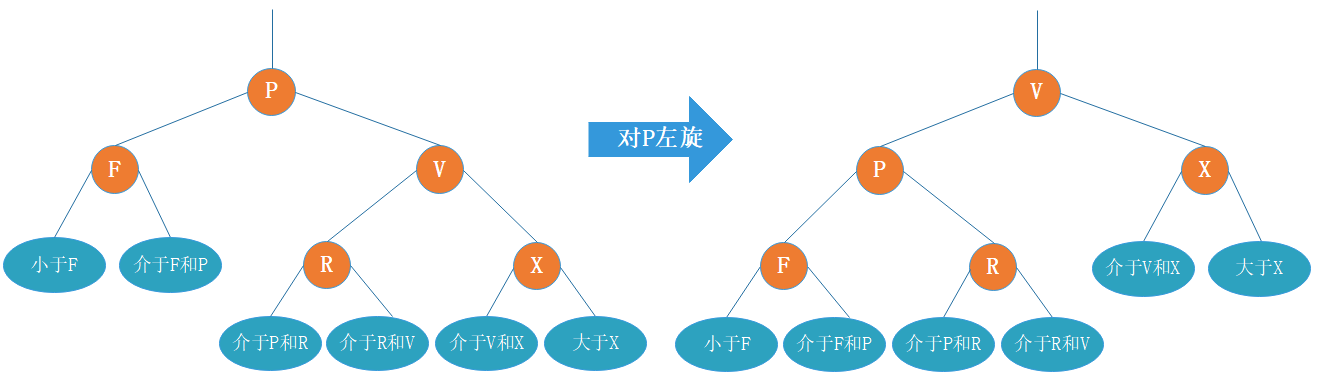 P
F
V
小于F
介于F和P
R
X
介于P和R
介于R和V
介于V和X
大于X
对P左旋
V
P
X
F
R
介于V和X
大于X
小于F
介于F和P
介于P和R
介于R和V